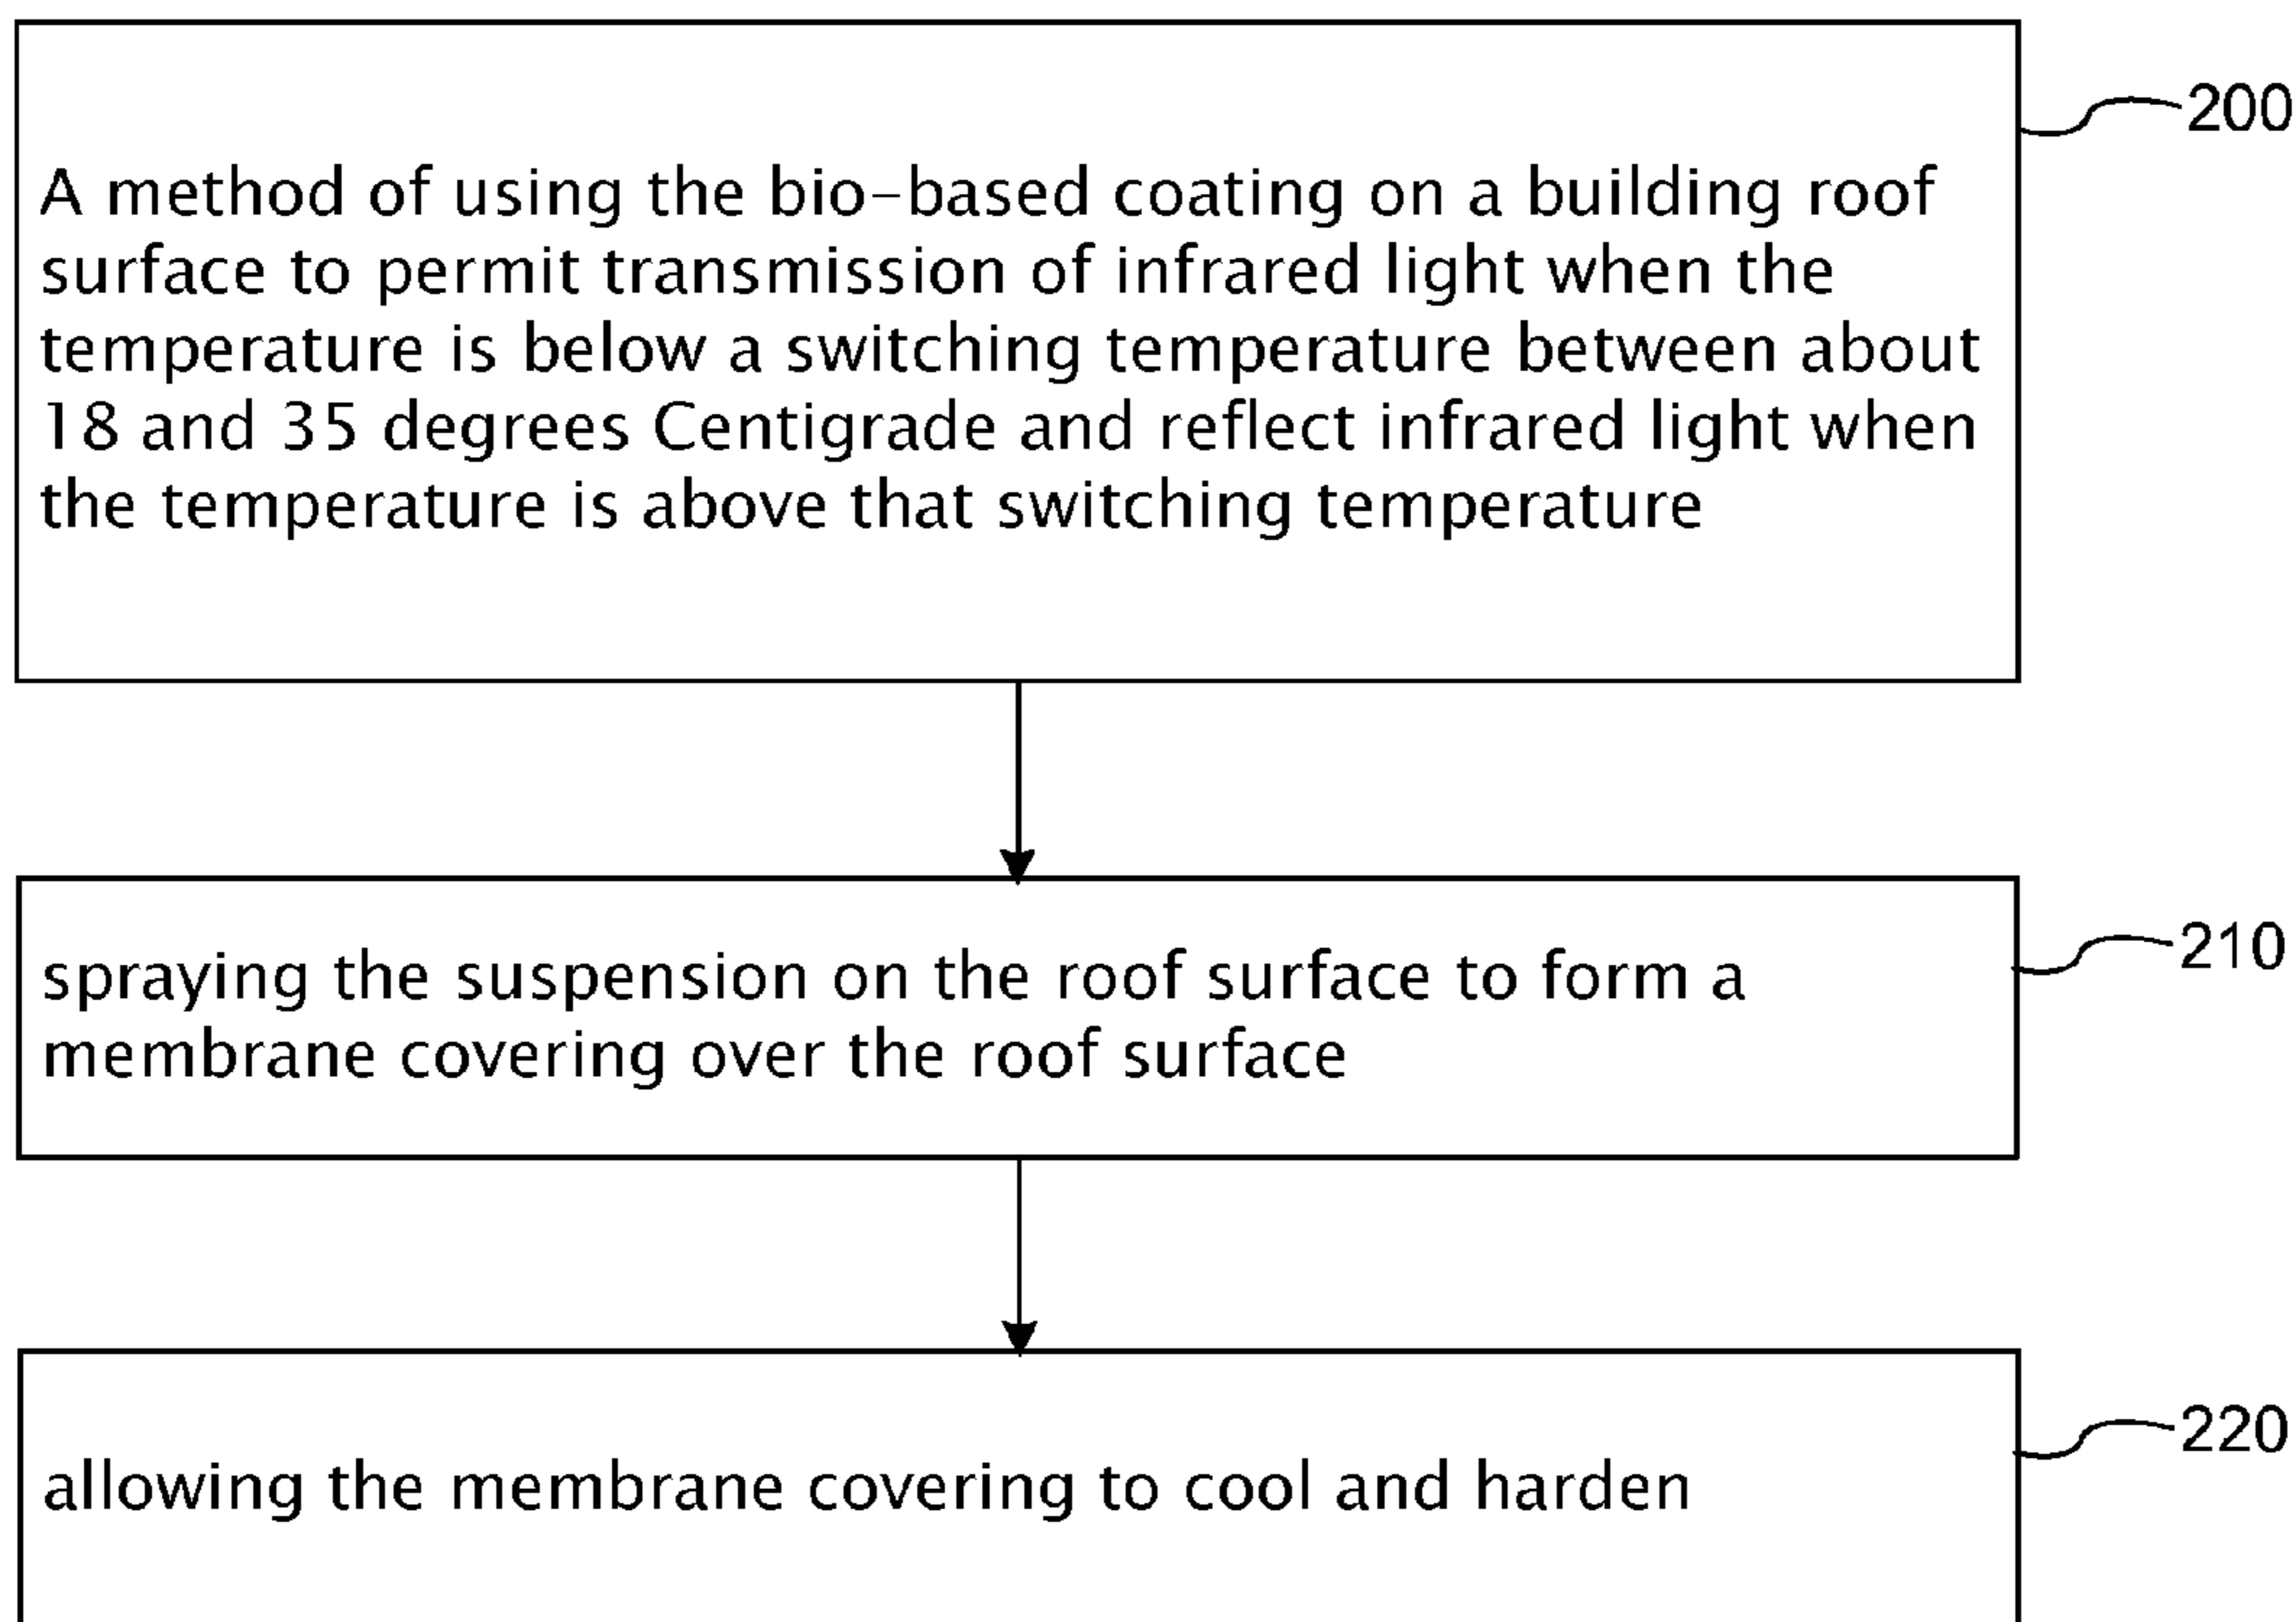 200
A method of using the bio-based coating on a building roof
surface to permit transmission of infrared light when the
temperature is below a switching temperature between about
18 and 35 degrees Centigrade and reflect infrared light when
the temperature is above that switching temperature
210
spraying the suspension on the roof surface to form a
membrane covering over the roof surface
220
allowing the membrane covering to cool and harden